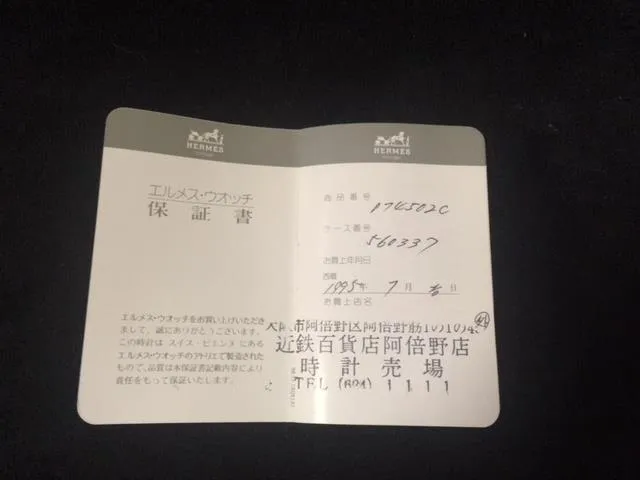 HERMES
エルメス・ウオッチ
保証書
エルメス・ウオッチをお買い上げいただき
まして、誠にありがとうございます。
この時計は スイス・ビエンヌ にある
エルメス・ウオッチのアトリエで製造された
もので、品質は本保証書記載内容により
責任をもって保証いたします。
HERMES
商品番号
174502C
ケース番号
560337
お買上年月日
西暦
1995年 7月 日
お買上店名
大阪市阿倍野区阿倍野筋1の1の43
近鉄百貨店阿倍野店
時計売場
TEL (624) 1111